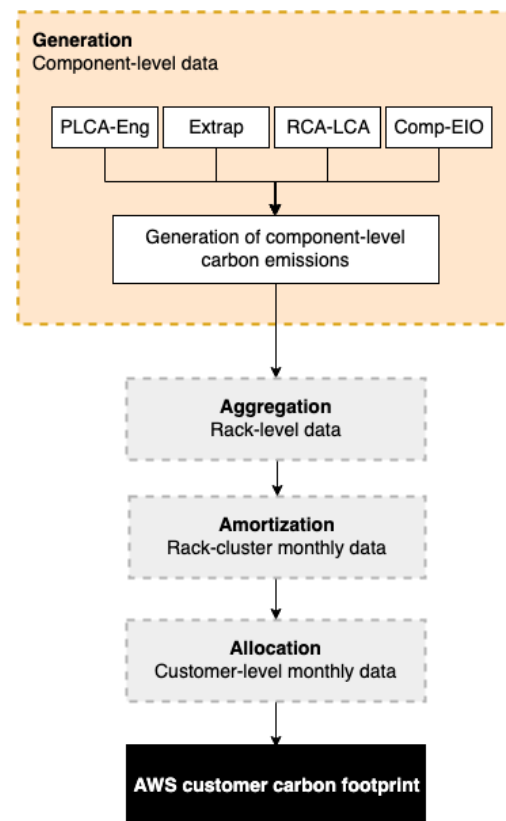 Generation
Component-level data
PLCA-Eng
Extrap
RCA-LCA
Comp-EIO
Generation of component-level
carbon emissions
Aggregation
Rack-level data
Amortization
Rack-cluster monthly data
Allocation
Customer-level monthly data
AWS customer carbon footprint